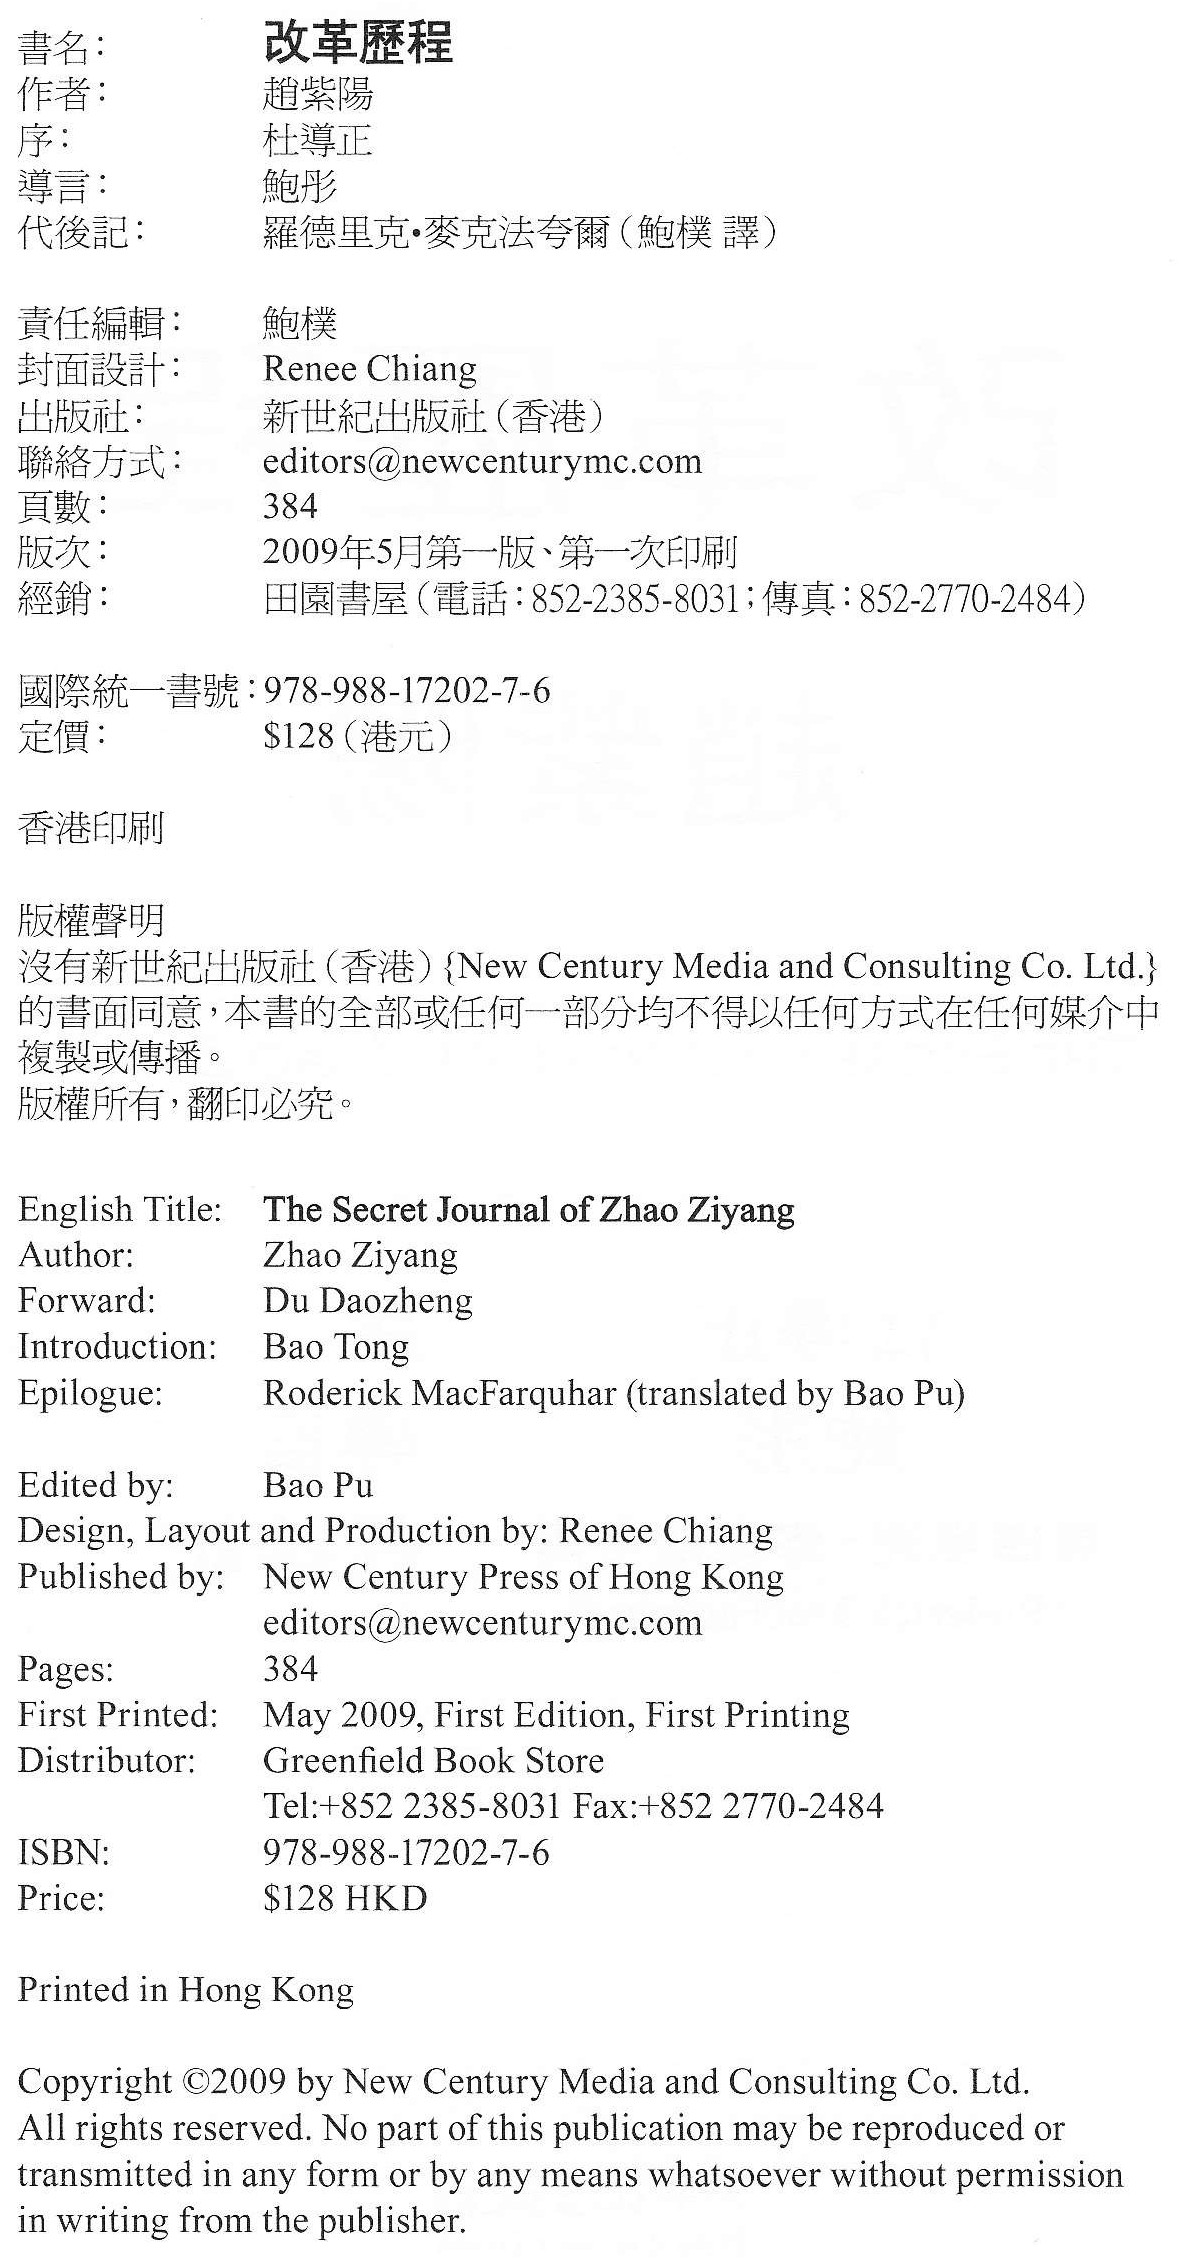 書名： 改革歷程
作者： 趙紫陽
序： 杜導正
導言： 鮑彤
代後記： 羅德里克•麥克法夸爾（鮑樸 譯）
責任編輯： 鮑樸
封面設計： Renee Chiang
出版社： 新世紀出版社（香港）
聯絡方式： editors@newcenturymc.com
頁數： 384
版次： 2009年5月第一版、第一次印刷
經銷： 田園書屋（電話：852-2385-8031；傳真：852-2770-2484）
國際統一書號：978-988-17202-7-6
定價： $128（港元）
香港印刷
版權聲明
沒有新世紀出版社（香港）{New Century Media and Consulting Co. Ltd.}
的書面同意，本書的全部或任何一部分均不得以任何方式在任何媒介中
複製或傳播。
版權所有，翻印必究。
English Title: The Secret Journal of Zhao Ziyang
Author: Zhao Ziyang
Forward: Du Daozheng
Introduction: Bao Tong
Epilogue: Roderick MacFarquhar (translated by Bao Pu)
Edited by: Bao Pu
Design, Layout and Production by: Renee Chiang
Published by: New Century Press of Hong Kong
editors@newcenturymc.com
Pages: 384
First Printed: May 2009, First Edition, First Printing
Distributor: Greenfield Book Store
Tel:+852 2385-8031 Fax:+852 2770-2484
ISBN: 978-988-17202-7-6
Price: $128 HKD
Printed in Hong Kong
Copyright ©2009 by New Century Media and Consulting Co. Ltd.
All rights reserved. No part of this publication may be reproduced or
transmitted in any form or by any means whatsoever without permission
in writing from the publisher.